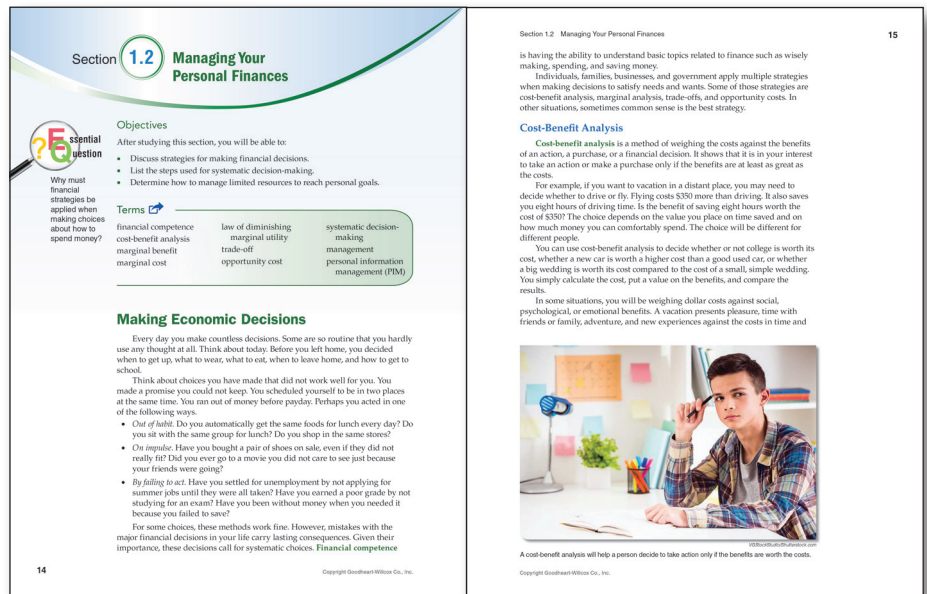 Section 1.2 Managing Your
Personal Finances
Essential
Question
Why must
financial
strategies be
applied when
making choices
about how to
spend money?
Objectives
After studying this section, you will be able to:
• Discuss strategies for making financial decisions.
• List the steps used for systematic decision-making.
• Determine how to manage limited resources to reach personal goals.
Terms
financial competence
cost-benefit analysis
marginal benefit
marginal cost
law of diminishing
marginal utility
trade-off
opportunity cost
systematic decision-
making
management
personal information
management (PIM)
Making Economic Decisions
Every day you make countless decisions. Some are so routine that you hardly
use any thought at all. Think about today. Before you left home, you decided
when to get up, what to wear, what to eat, when to leave home, and how to get to
school.
Think about choices you have made that did not work well for you. You
made a promise you could not keep. You scheduled yourself to be in two places
at the same time. You ran out of money before payday. Perhaps you acted in one
of the following ways.
• Out of habit. Do you automatically get the same foods for lunch every day? Do
you sit with the same group for lunch? Do you shop in the same stores?
• On impulse. Have you bought a pair of shoes on sale, even if they did not
really fit? Did you ever go to a movie you did not care to see just because
your friends were going?
• By failing to act. Have you settled for unemployment by not applying for
summer jobs until they were all taken? Have you earned a poor grade by not
studying for an exam? Have you been without money when you needed it
because you failed to save?
For some choices, these methods work fine. However, mistakes with the
major financial decisions in your life carry lasting consequences. Given their
importance, these decisions call for systematic choices. Financial competence
14
Copyright Goodheart-Willcox Co., Inc.
Section 1.2 Managing Your Personal Finances
15
is having the ability to understand basic topics related to finance such as wisely
making, spending, and saving money.
Individuals, families, businesses, and government apply multiple strategies
when making decisions to satisfy needs and wants. Some of those strategies are
cost-benefit analysis, marginal analysis, trade-offs, and opportunity costs. In
other situations, sometimes common sense is the best strategy.
Cost-Benefit Analysis
Cost-benefit analysis is a method of weighing the costs against the benefits
of an action, a purchase, or a financial decision. It shows that it is in your interest
to take an action or make a purchase only if the benefits are at least as great as
the costs.
For example, if you want to vacation in a distant place, you may need to
decide whether to drive or fly. Flying costs $350 more than driving. It also saves
you eight hours of driving time. Is the benefit of saving eight hours worth the
cost of $350? The choice depends on the value you place on time saved and on
how much money you can comfortably spend. The choice will be different for
different people.
You can use cost-benefit analysis to decide whether or not college is worth its
cost, whether a new car is worth a higher cost than a good used car, or whether
a big wedding is worth its cost compared to the cost of a small, simple wedding.
You simply calculate the cost, put a value on the benefits, and compare the
results.
In some situations, you will be weighing dollar costs against social,
psychological, or emotional benefits. A vacation presents pleasure, time with
friends or family, adventure, and new experiences against the costs in time and
A cost-benefit analysis will help a person decide to take action only if the benefits are worth the costs.
Copyright Goodheart-Willcox Co., Inc.